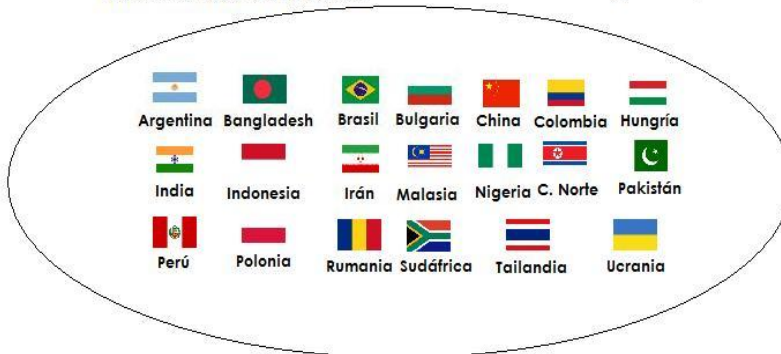 Argentina Bangladesh Brasil Bulgaria China Colombia Hungría
India Indonesia Irán Malasia Nigeria C. Norte Pakistán
Perú Polonia Rumania Sudáfrica Tailandia Ucrania